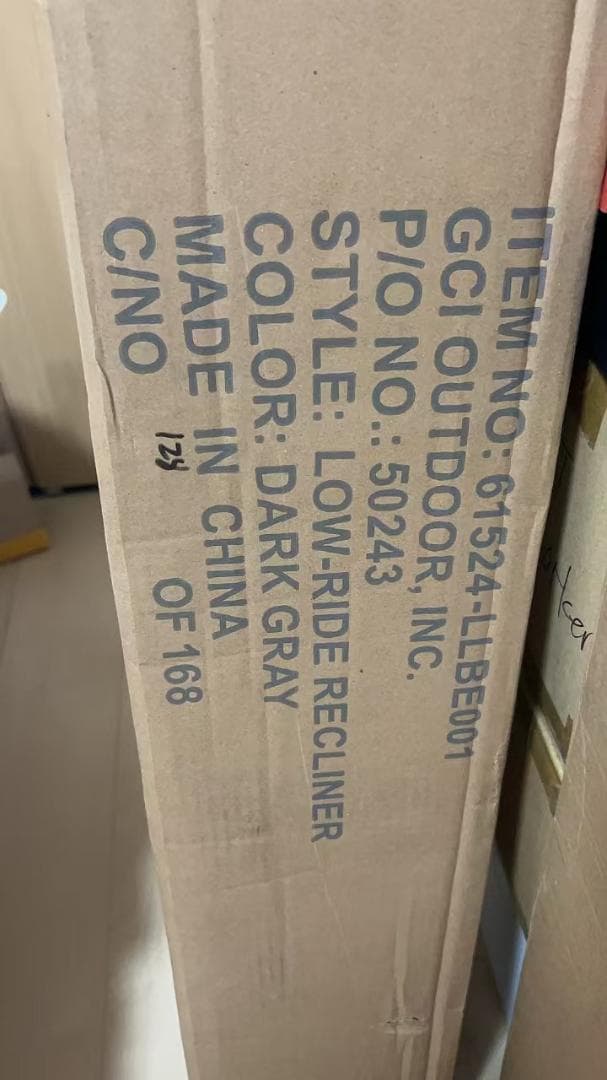 ITEM NO: 61524-LLBE001
GCI OUTDOOR, INC.
P/O NO.: 50243
STYLE: LOW-RIDE RECLINER
COLOR: DARK GRAY
MADE IN CHINA
C/NO OF 168